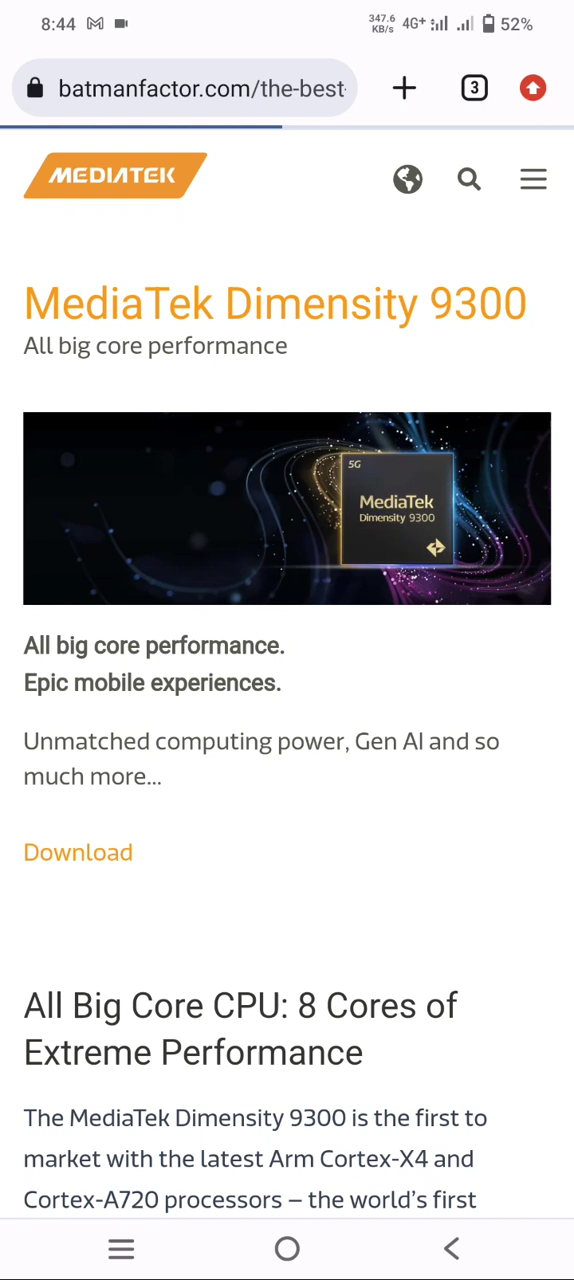 8:44 347.6 KB/s 4G+ 52%
batmanfactor.com/the-best- 3
MEDIATEK
MediaTek Dimensity 9300
All big core performance
5G
MediaTek
Dimensity 9300
All big core performance.
Epic mobile experiences.
Unmatched computing power, Gen AI and so
much more...
Download
All Big Core CPU: 8 Cores of
Extreme Performance
The MediaTek Dimensity 9300 is the first to
market with the latest Arm Cortex-X4 and
Cortex-A720 processors – the world's first